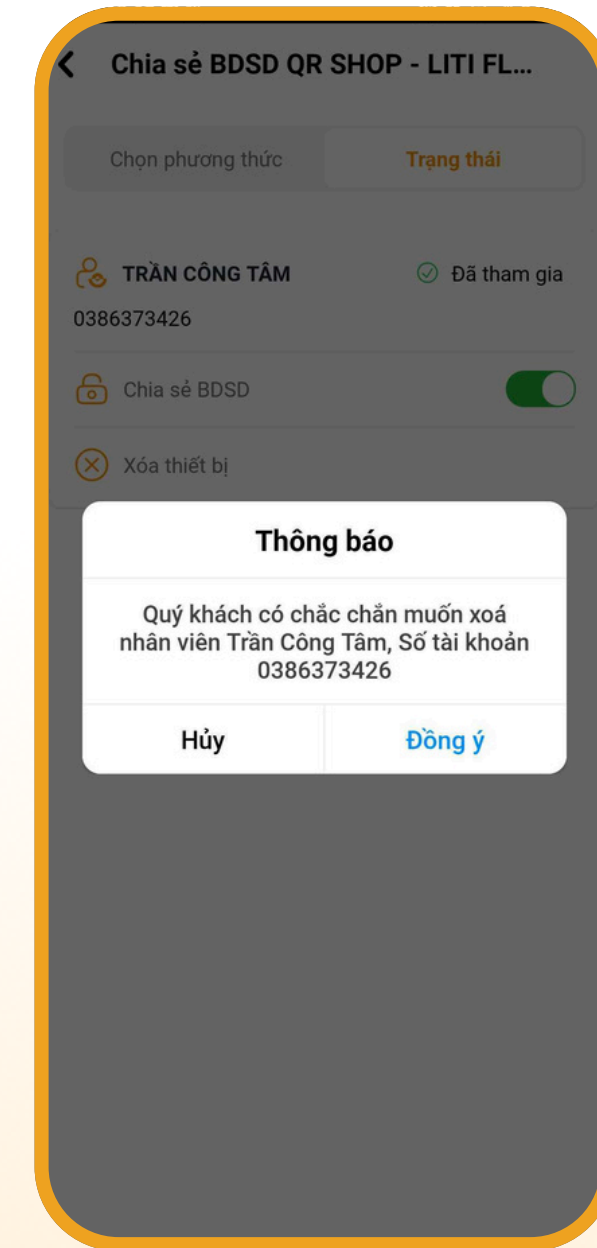 Chia sẻ BDSD QR SHOP - LITI FL...
Chọn phương thức
Trạng thái
TRẦN CÔNG TÂM
Đã tham gia
0386373426
Chia sẻ BDSD
Xóa thiết bị
Thông báo
Quý khách có chắc chắn muốn xoá
nhân viên Trần Công Tâm, Số tài khoản
0386373426
Hủy
Đồng ý